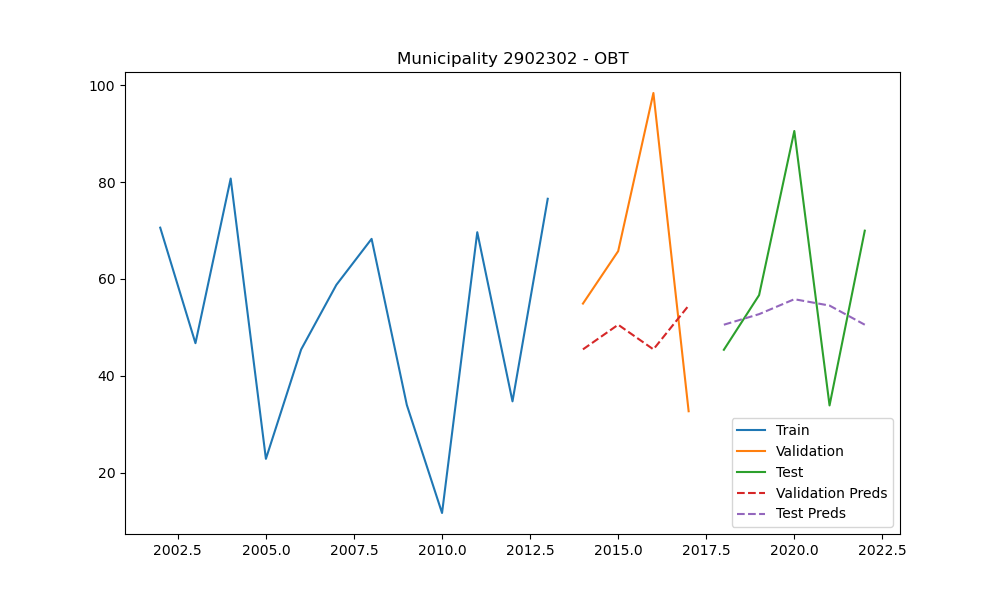 Municipality 2902302 - OBT
100
80
60
40
20
2002.5 2005.0 2007.5 2010.0 2012.5 2015.0 2017.5 2020.0 2022.5
Train
Validation
Test
Validation Preds
Test Preds